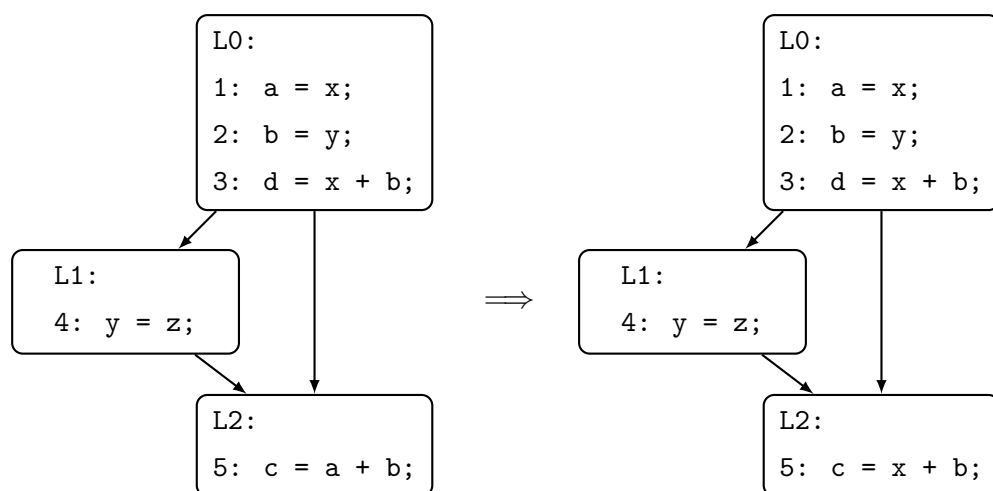 L0:
1: a = x;
2: b = y;
3: d = x + b;
L1:
4: y = z;
L2:
5: c = a + b;
⟹
L0:
1: a = x;
2: b = y;
3: d = x + b;
L1:
4: y = z;
L2:
5: c = x + b;